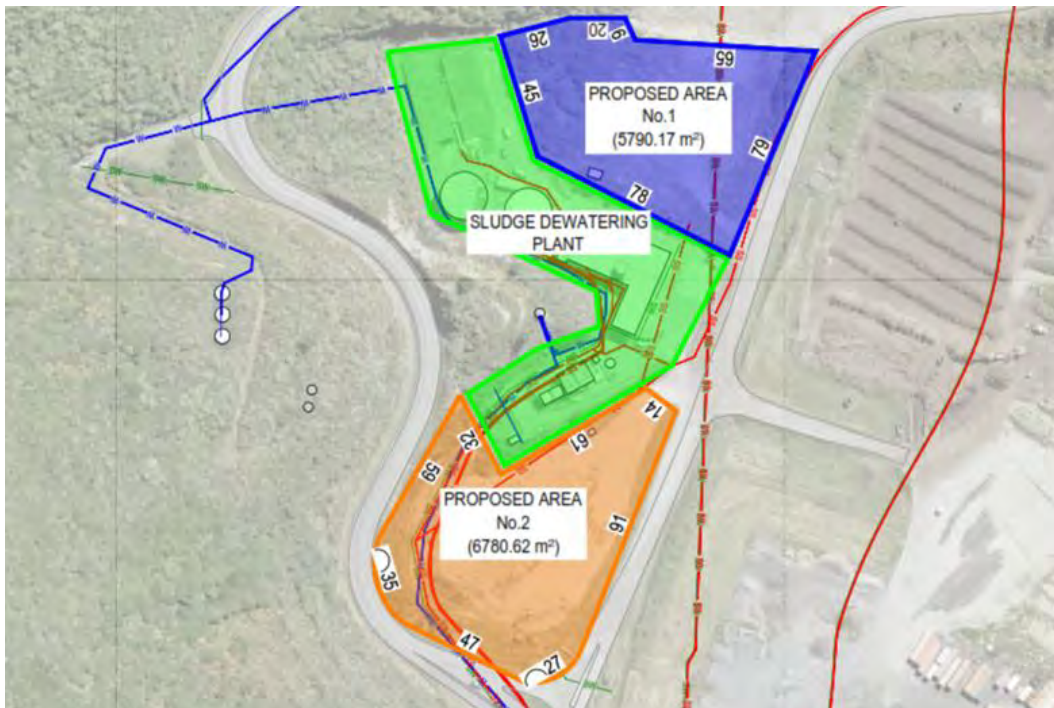 26
20
9
65
45
PROPOSED AREA
No.1
(5790.17 m²)
79
78
SLUDGE DEWATERING
PLANT
14
32
61
59
PROPOSED AREA
No.2
(6780.62 m²)
91
35
47
27